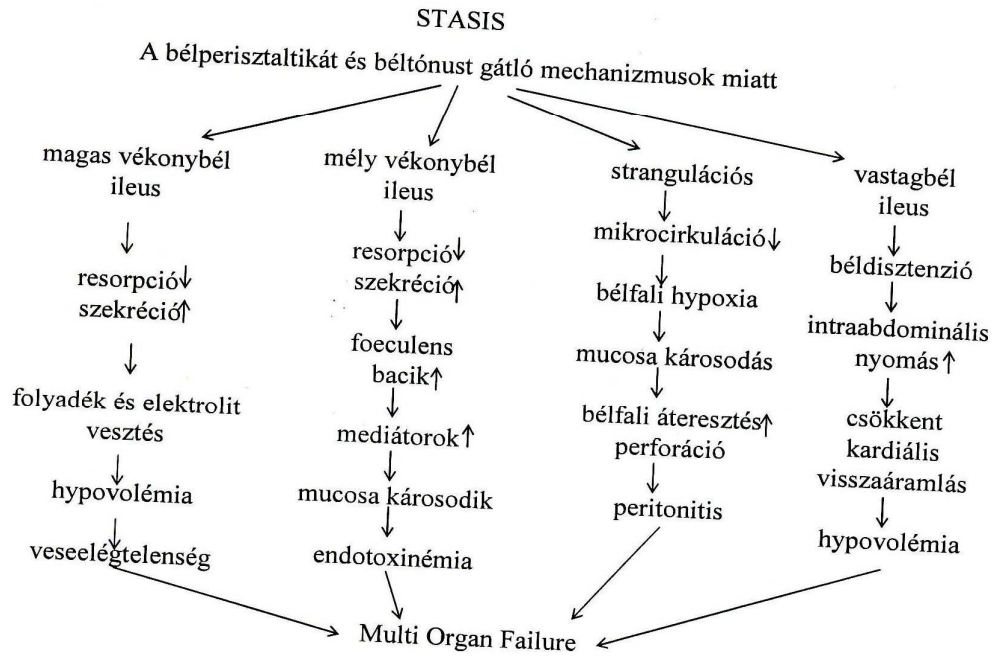 STASIS
A bélperisztaltikát és béltónust gátló mechanizmusok miatt
magas vékonybél
ileus
resorpció↓
szekréció↑
folyadék és elektrolit
vesztés
hypovolémia
veseelégtelenség
mély vékonybél
ileus
resorpció↓
szekréció↑
foeculens
bacik↑
mediátorok↑
mucosa károsodik
endotoxinémia
strangulációs
mikrocirkuláció↓
bélfali hypoxia
mucosa károsodás
bélfali áteresztés↑
perforáció
peritonitis
vastagbél
ileus
béldisztenzió
intraabdominális
nyomás↑
csökkent
kardiális
visszaáramlás
hypovolémia
Multi Organ Failure